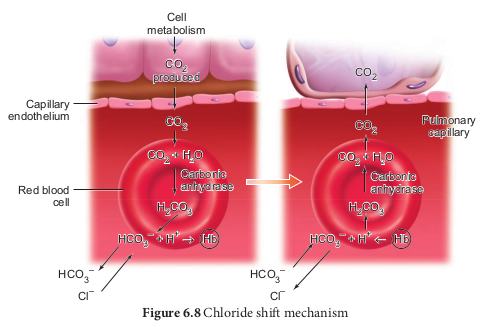 Cell
metabolism
CO₂
produced
Capillary
endothelium
CO₂
CO₂ + H₂O
Carbonic
anhydrase
Red blood
cell
H₂CO₃
HCO₃⁻ + H⁺ → Hb
HCO₃⁻
Cl⁻
CO₂
CO₂
Pulmonary
capillary
CO₂ + H₂O
Carbonic
anhydrase
H₂CO₃
HCO₃⁻ + H⁺ ← Hb
HCO₃⁻
Cl⁻
Figure 6.8 Chloride shift mechanism